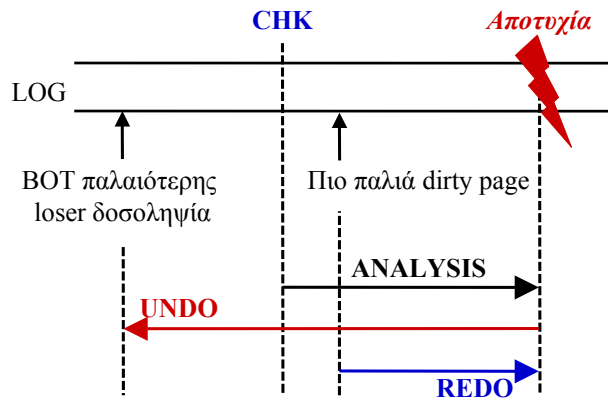 CHK
Αποτυχία
LOG
BOT παλαιότερης
loser δοσοληψία
Πιο παλιά dirty page
ANALYSIS
UNDO
REDO